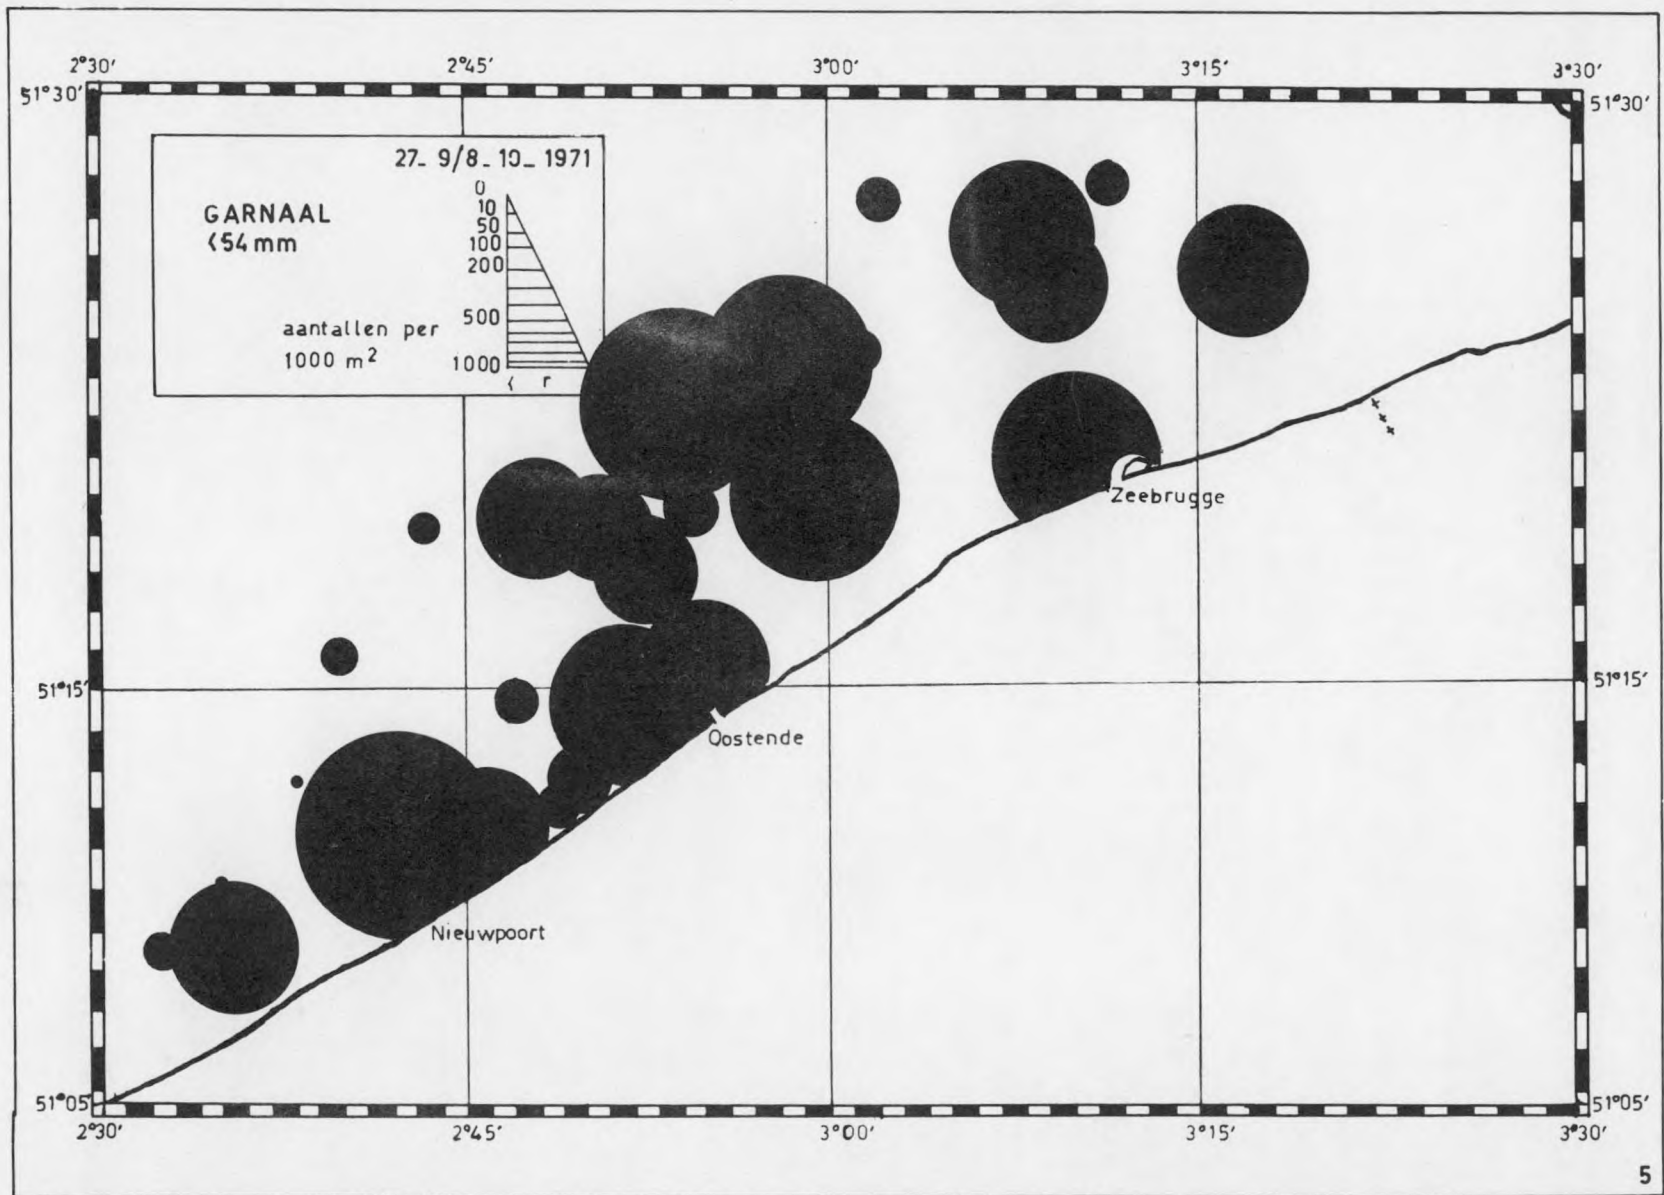 2°30′ 2°45′ 3°00′ 3°15′ 3°30′
51°30′ 51°30′
27_ 9/8_10_ 1971
GARNAAL
<54 mm
0
10
50
100
200
500
1000
aantallen per
1000 m²
< r
Zeebrugge
51°15′ 51°15′
Oostende
Nieuwpoort
51°05′ 51°05′
2°30′ 2°45′ 3°00′ 3°15′ 3°30′
5